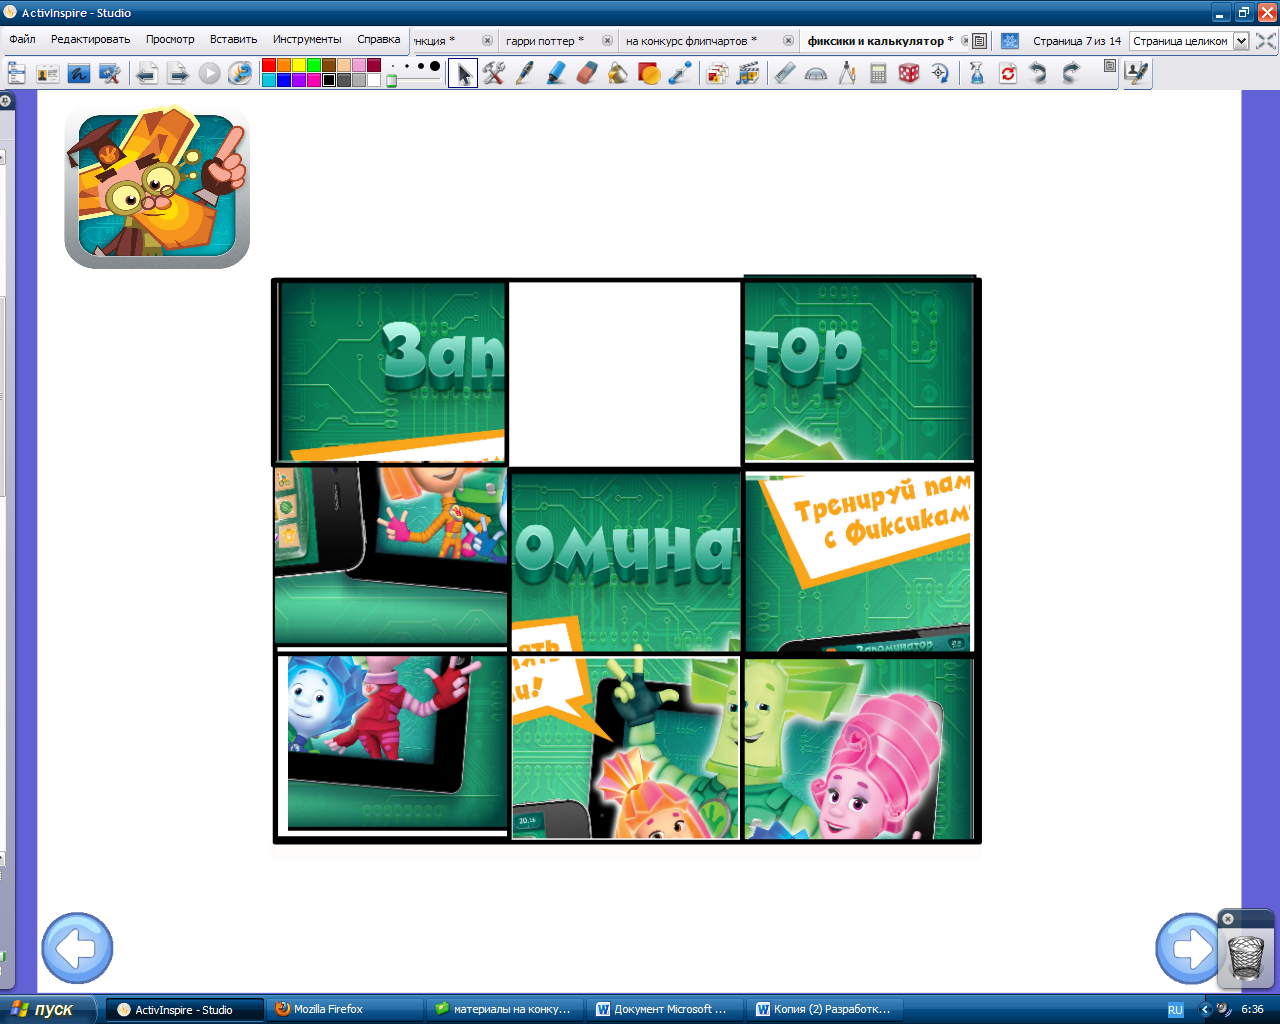 ActivInspire - Studio
Файл Редактировать Просмотр Вставить Инструменты Справка
нкция * гарри поттер * на конкурс флипчартов * фиксики и калькулятор *
Страница 7 из 14 Страница целиком
Зап
тор
оминат
Тренируй пам
с Фиксикам
Запоминатор
ять
и!
20,16
пуск
ActivInspire - Studio
Mozilla Firefox
материалы на конку...
Документ Microsoft ...
Копия (2) Разработк...
RU
6:36